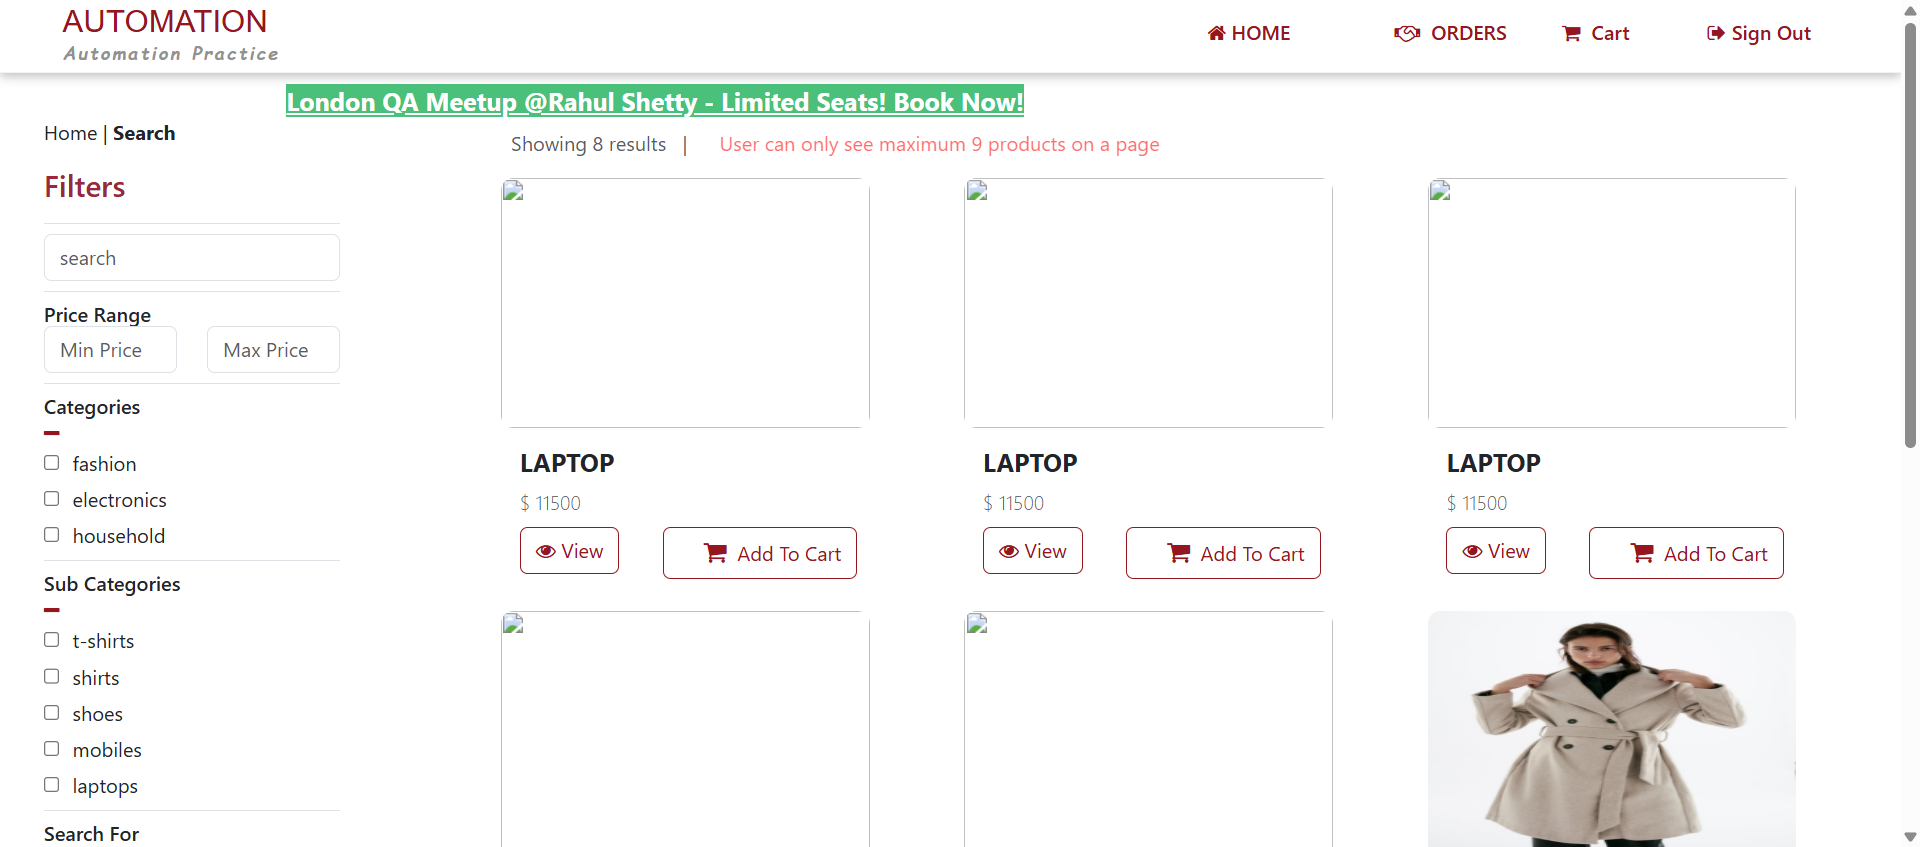 AUTOMATION
Automation Practice
HOME
ORDERS
Cart
Sign Out
London QA Meetup @Rahul Shetty - Limited Seats! Book Now!
Home | Search
Showing 8 results |
User can only see maximum 9 products on a page
Filters
search
Price Range
Min Price
Max Price
Categories
fashion
electronics
household
Sub Categories
t-shirts
shirts
shoes
mobiles
laptops
Search For
LAPTOP
$ 11500
View
Add To Cart
LAPTOP
$ 11500
View
Add To Cart
LAPTOP
$ 11500
View
Add To Cart